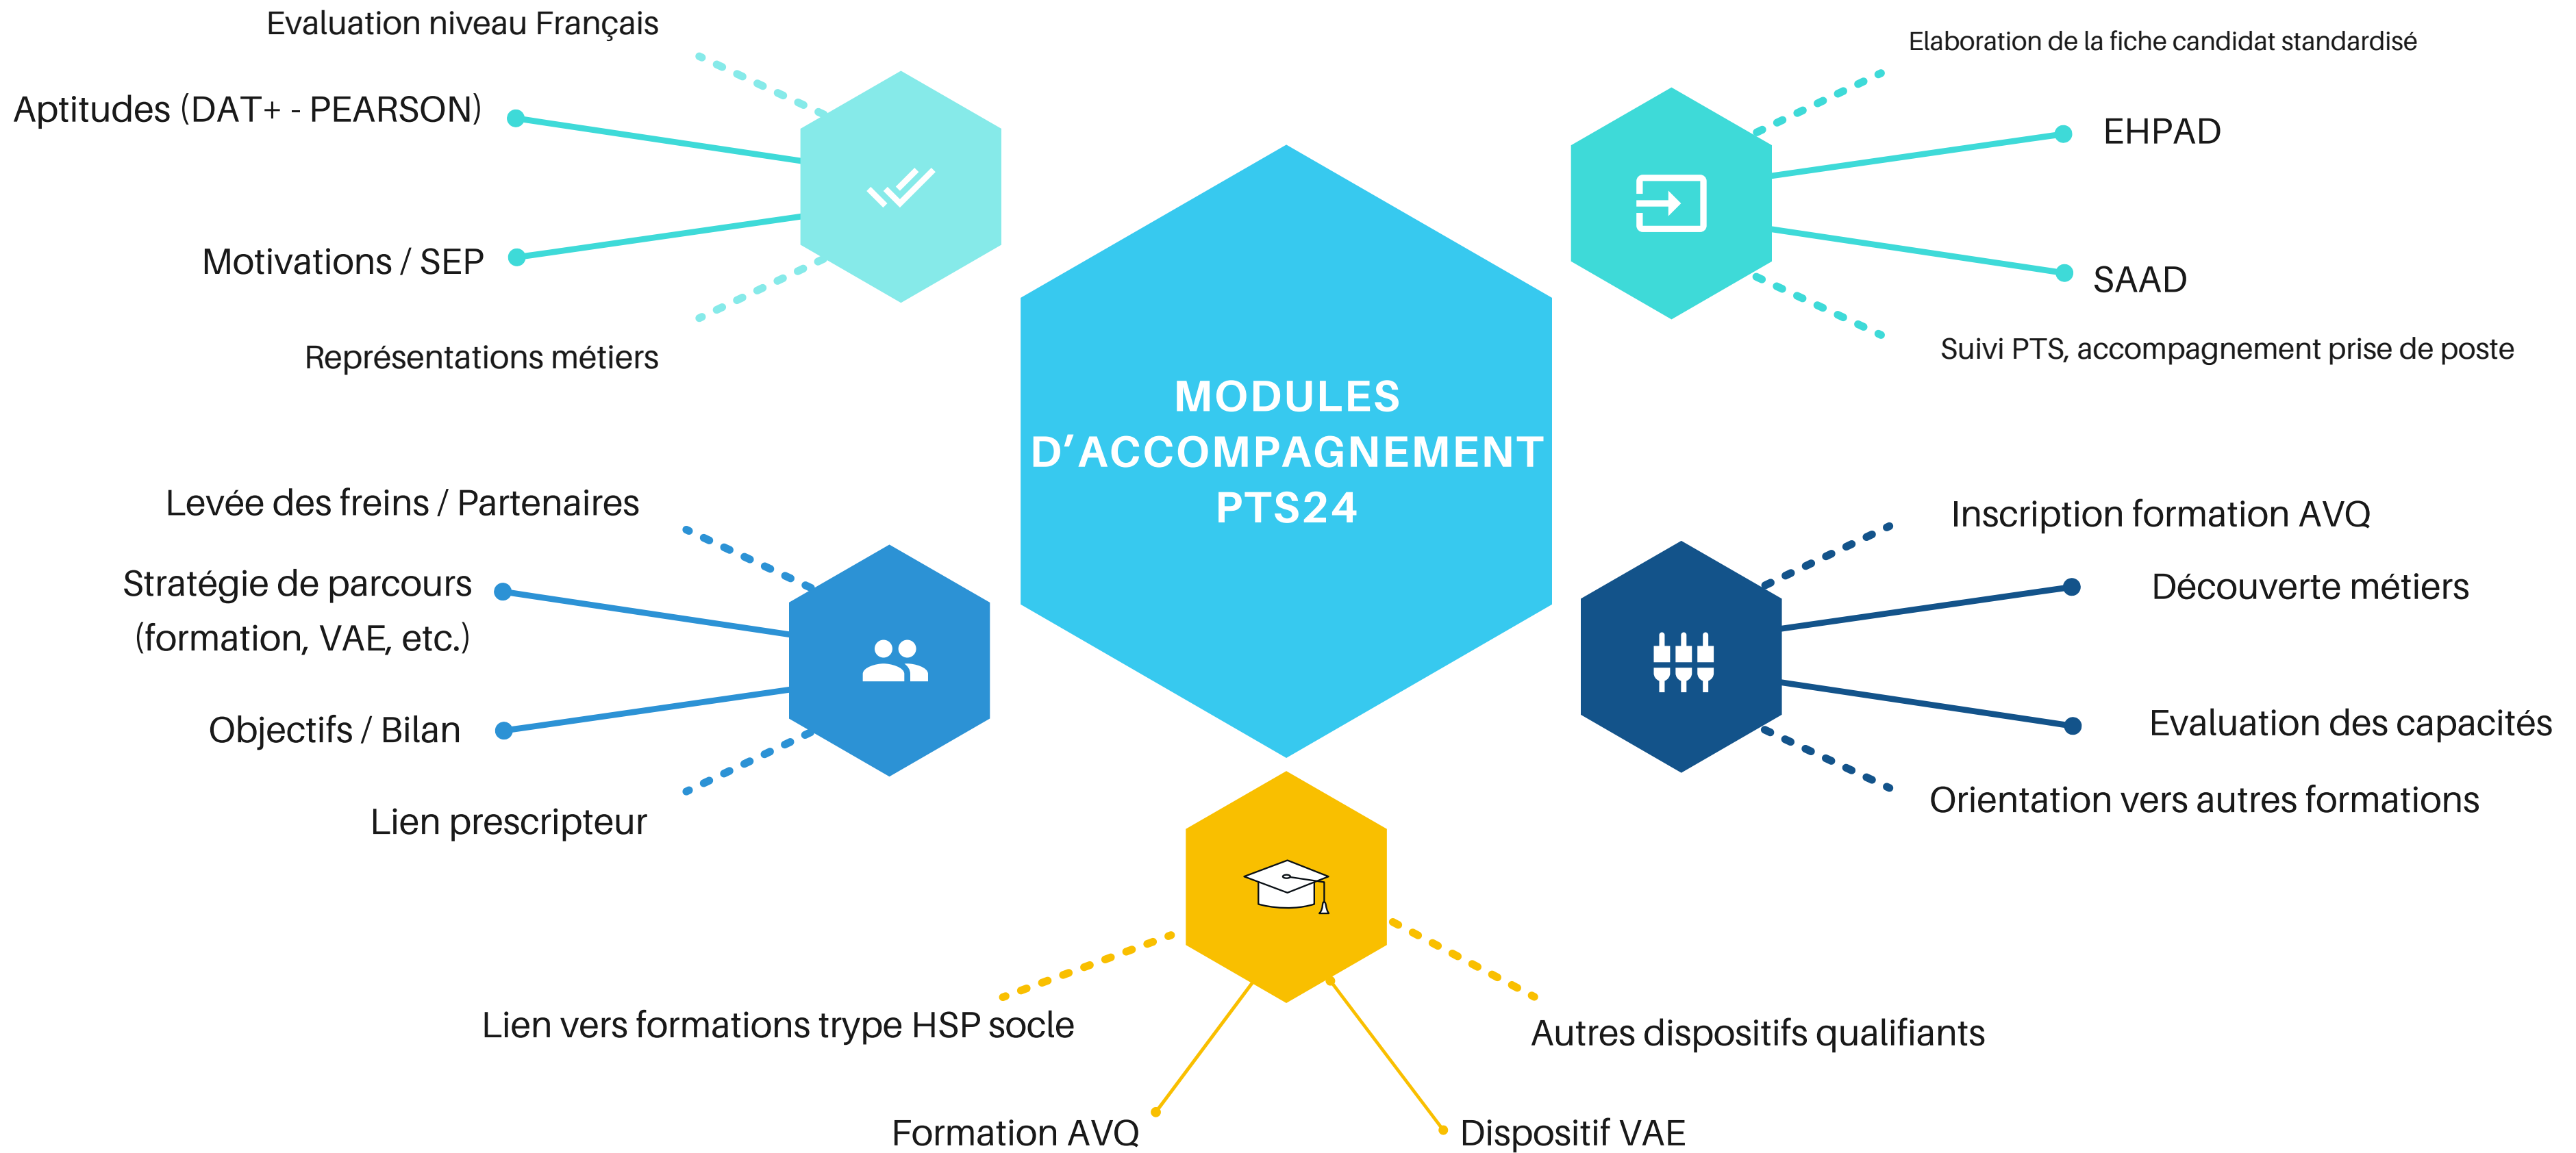 Evaluation niveau Français
Aptitudes (DAT+ - PEARSON)
Motivations / SEP
Représentations métiers
Elaboration de la fiche candidat standardisé
EHPAD
SAAD
Suivi PTS, accompagnement prise de poste
MODULES
D’ACCOMPAGNEMENT
PTS24
Levée des freins / Partenaires
Stratégie de parcours
(formation, VAE, etc.)
Objectifs / Bilan
Lien prescripteur
Inscription formation AVQ
Découverte métiers
Evaluation des capacités
Orientation vers autres formations
Lien vers formations trype HSP socle
Formation AVQ
Autres dispositifs qualifiants
Dispositif VAE